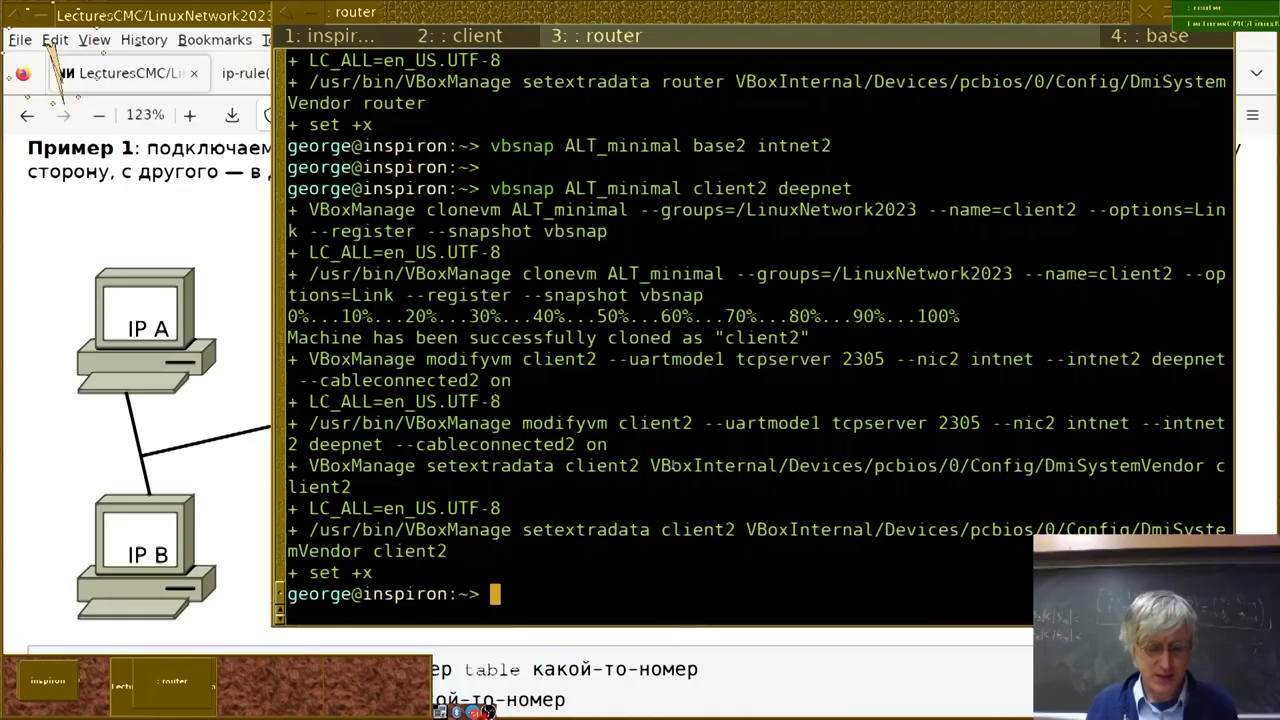 LecturesCMC/LinuxNetwork2023
: router
: router
LecturesCMC/Linux
File Edit View History Bookmarks
1: inspir... 2: : client 3: : router 4: : base
LecturesCMC/Li
ip-rule(
123%
Пример 1: подключаем
сторону, с другого — в
+ LC_ALL=en_US.UTF-8
+ /usr/bin/VBoxManage setextradata router VBoxInternal/Devices/pcbios/0/Config/DmiSystem
Vendor router
+ set +x
george@inspiron:~> vbsnap ALT_minimal base2 intnet2
george@inspiron:~>
george@inspiron:~> vbsnap ALT_minimal client2 deepnet
+ VBoxManage clonevm ALT_minimal --groups=/LinuxNetwork2023 --name=client2 --options=Lin
k --register --snapshot vbsnap
+ LC_ALL=en_US.UTF-8
+ /usr/bin/VBoxManage clonevm ALT_minimal --groups=/LinuxNetwork2023 --name=client2 --op
tions=Link --register --snapshot vbsnap
0%...10%...20%...30%...40%...50%...60%...70%...80%...90%...100%
Machine has been successfully cloned as "client2"
+ VBoxManage modifyvm client2 --uartmode1 tcpserver 2305 --nic2 intnet --intnet2 deepnet
--cableconnected2 on
+ LC_ALL=en_US.UTF-8
+ /usr/bin/VBoxManage modifyvm client2 --uartmode1 tcpserver 2305 --nic2 intnet --intnet
2 deepnet --cableconnected2 on
+ VBoxManage setextradata client2 VBoxInternal/Devices/pcbios/0/Config/DmiSystemVendor c
lient2
+ LC_ALL=en_US.UTF-8
+ /usr/bin/VBoxManage setextradata client2 VBoxInternal/Devices/pcbios/0/Config/DmiSyste
mVendor client2
+ set +x
george@inspiron:~>
IP A
IP B
ер table какой-то-номер
кой-то-номер
inspiron
Lectu
: router